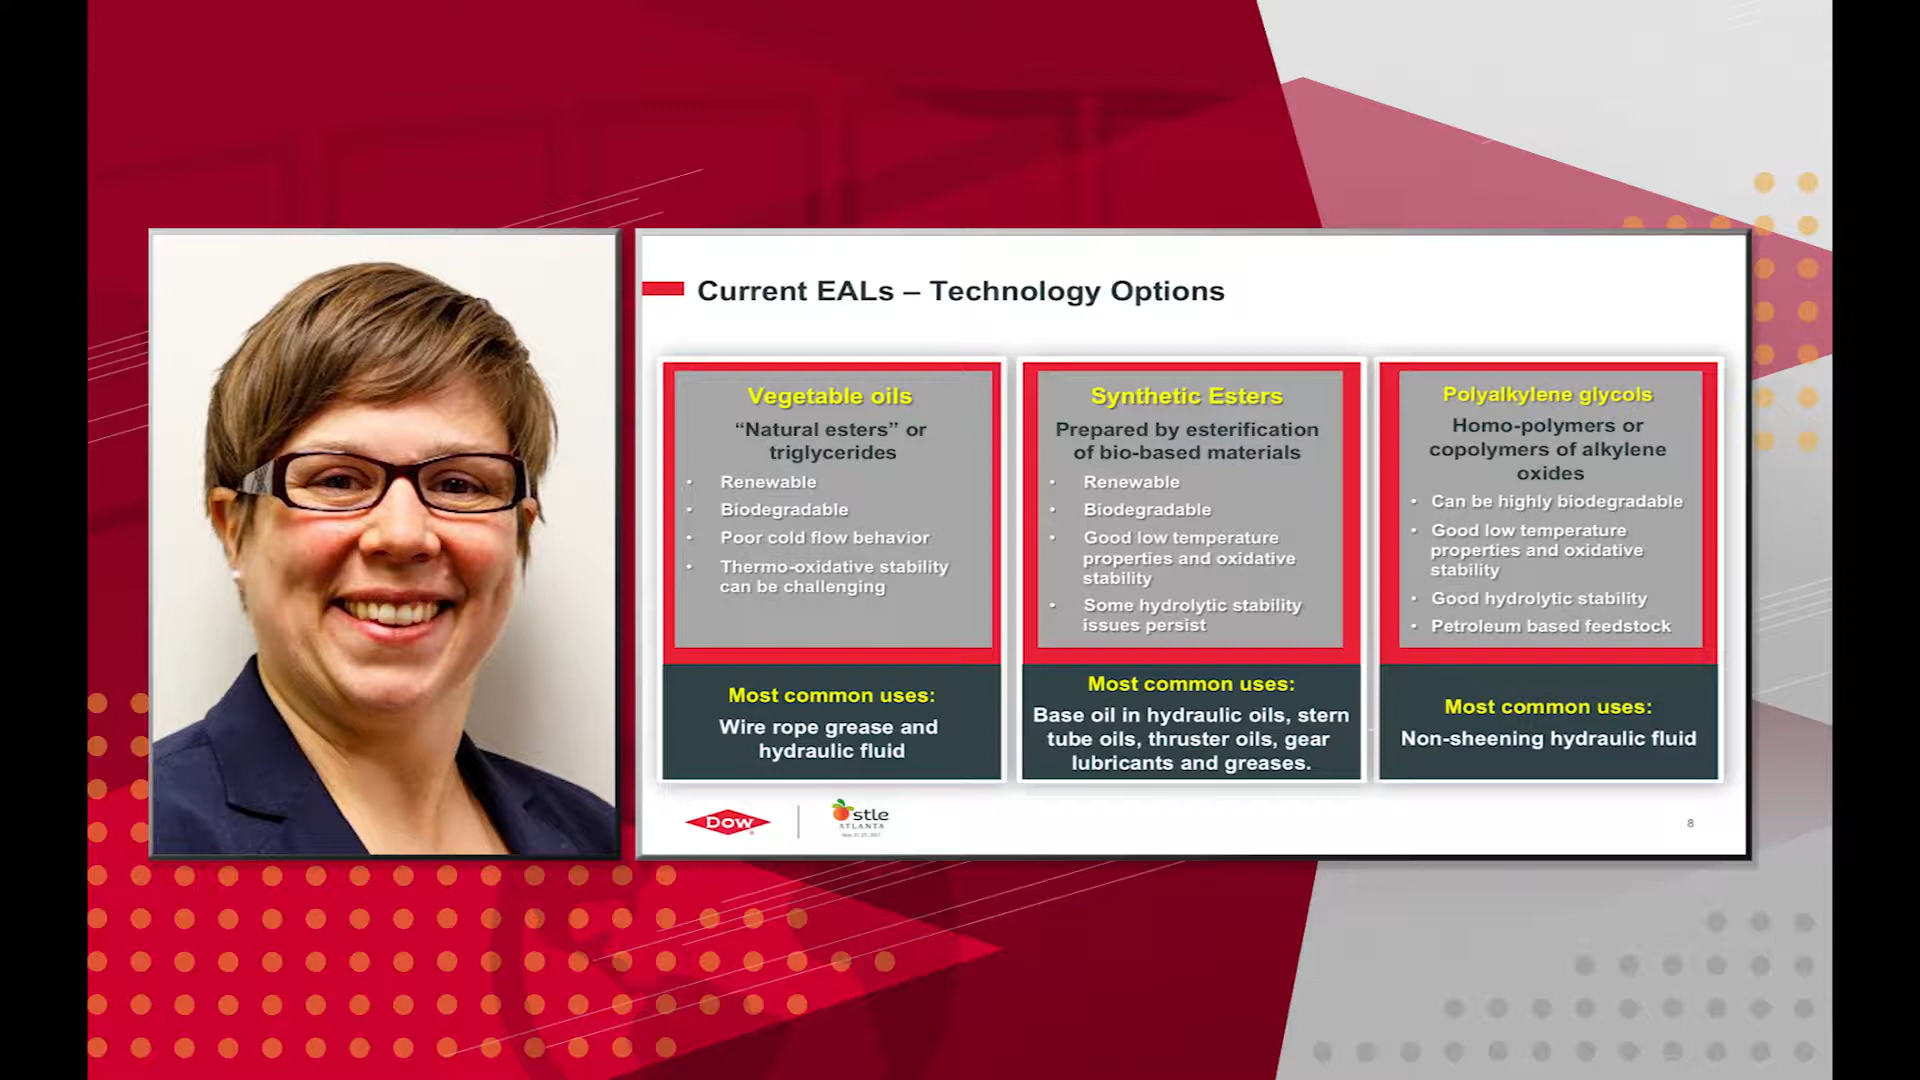 Current EALs – Technology Options
Vegetable oils
“Natural esters” or
triglycerides
• Renewable
• Biodegradable
• Poor cold flow behavior
• Thermo-oxidative stability
can be challenging
Most common uses:
Wire rope grease and
hydraulic fluid
Synthetic Esters
Prepared by esterification
of bio-based materials
• Renewable
• Biodegradable
• Good low temperature
properties and oxidative
stability
• Some hydrolytic stability
issues persist
Most common uses:
Base oil in hydraulic oils, stern
tube oils, thruster oils, gear
lubricants and greases.
Polyalkylene glycols
Homo-polymers or
copolymers of alkylene
oxides
• Can be highly biodegradable
• Good low temperature
properties and oxidative
stability
• Good hydrolytic stability
• Petroleum based feedstock
Most common uses:
Non-sheening hydraulic fluid
DOW
stle
ATLANTA
8